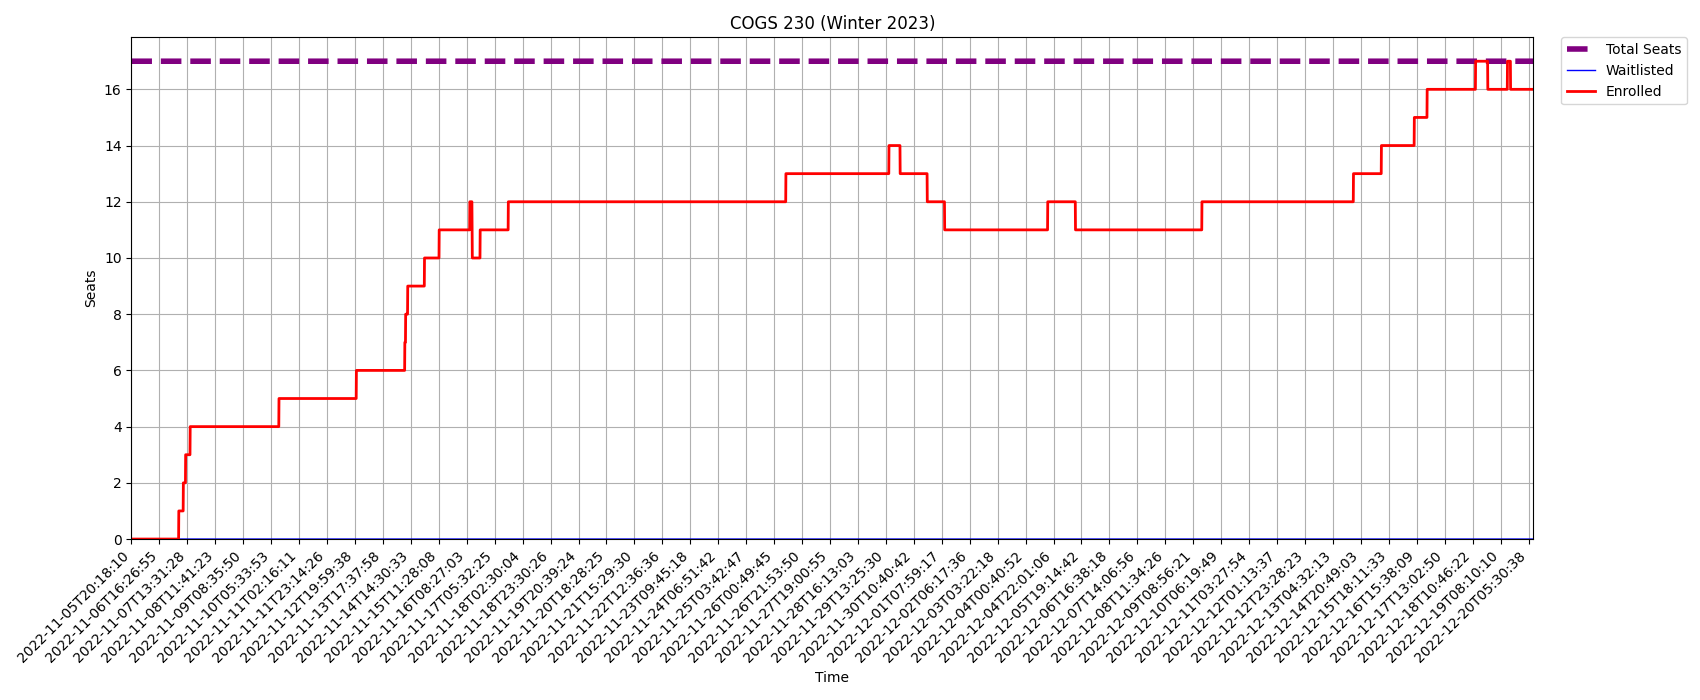 COGS 230 (Winter 2023)
Total Seats
Waitlisted
Enrolled
Seats
16
14
12
10
8
6
4
2
0
2022-11-05T20:18:10
2022-11-06T16:26:55
2022-11-07T13:31:28
2022-11-08T11:41:23
2022-11-09T08:35:50
2022-11-10T05:33:53
2022-11-11T02:16:11
2022-11-11T23:14:26
2022-11-12T19:59:38
2022-11-13T17:37:58
2022-11-14T14:30:33
2022-11-15T11:28:08
2022-11-16T08:27:03
2022-11-17T05:32:25
2022-11-18T02:30:04
2022-11-18T23:30:26
2022-11-19T20:39:24
2022-11-20T18:28:25
2022-11-21T15:29:30
2022-11-22T12:36:36
2022-11-23T09:45:18
2022-11-24T06:51:42
2022-11-25T03:42:47
2022-11-26T00:49:45
2022-11-26T21:53:50
2022-11-27T19:00:55
2022-11-28T16:13:03
2022-11-29T13:25:30
2022-11-30T10:40:42
2022-12-01T07:59:17
2022-12-02T06:17:36
2022-12-03T03:22:18
2022-12-04T00:40:52
2022-12-04T22:01:06
2022-12-05T19:14:42
2022-12-06T16:38:18
2022-12-07T14:06:56
2022-12-08T11:34:26
2022-12-09T08:56:21
2022-12-10T06:19:49
2022-12-11T03:27:54
2022-12-12T01:13:37
2022-12-12T23:28:23
2022-12-13T04:32:13
2022-12-14T20:49:03
2022-12-15T18:11:33
2022-12-16T15:38:09
2022-12-17T13:02:50
2022-12-18T10:46:22
2022-12-19T08:10:10
2022-12-20T05:30:38
Time